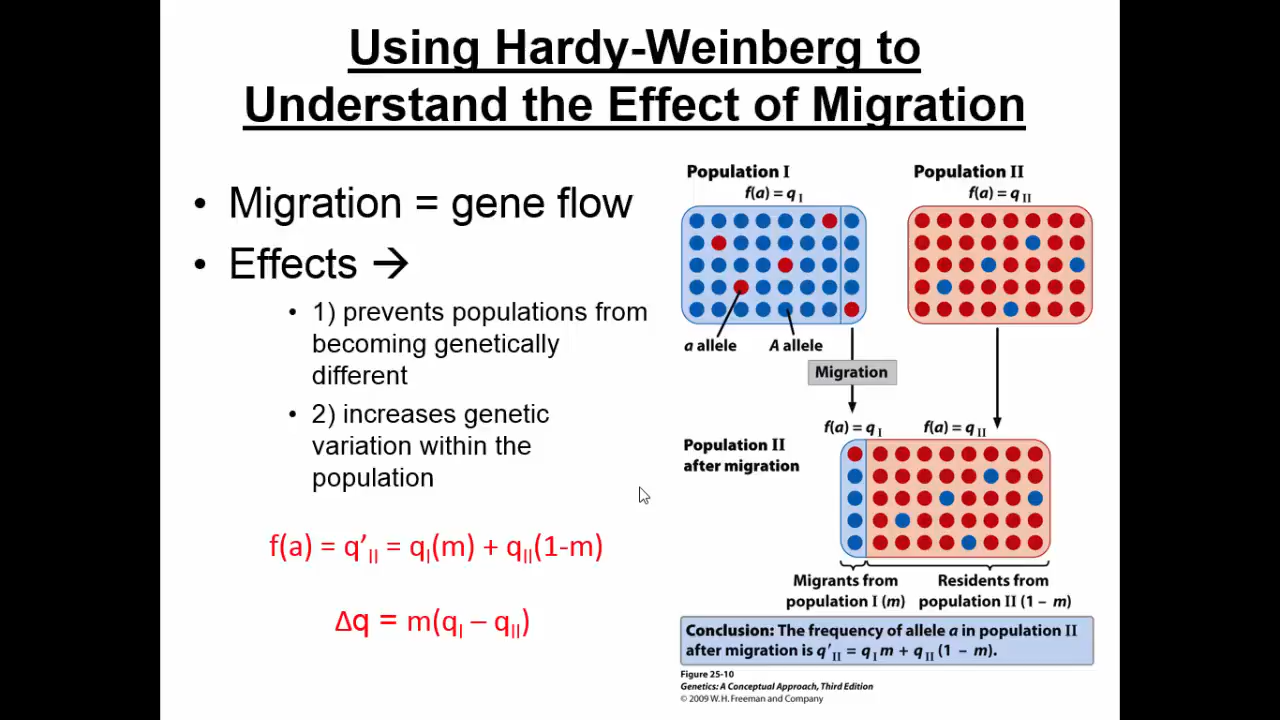 Using Hardy-Weinberg to
Understand the Effect of Migration
• Migration = gene flow
• Effects →
• 1) prevents populations from
becoming genetically
different
• 2) increases genetic
variation within the
population
f(a) = q’II = qI(m) + qII(1-m)
Δq = m(qI – qII)
Population I
f(a) = q I
Population II
f(a) = q II
a allele
A allele
Migration
f(a) = q I
f(a) = q II
Population II
after migration
Migrants from
population I (m)
Residents from
population II (1 – m)
Conclusion: The frequency of allele a in population II
after migration is q′II = qI m + qII (1 – m).
Figure 25-10
Genetics: A Conceptual Approach, Third Edition
© 2009 W. H. Freeman and Company